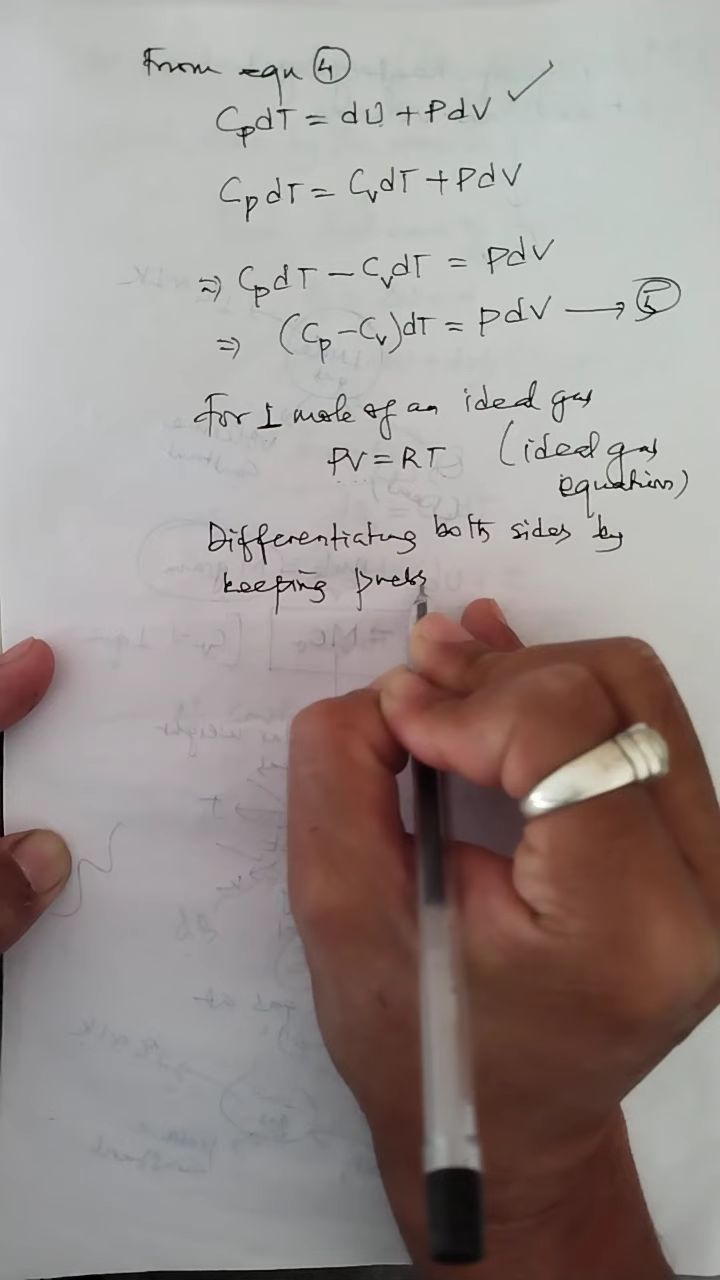 From equ ④
CpdT = dU + PdV ✓
CpdT = CvdT + PdV
⇒ CpdT − CvdT = PdV
⇒ (Cp − Cv)dT = PdV ⟶ ⑤
For 1 mole of an ideal gas
PV = RT (ideal gas
equation)
Differentiating both sides by
keeping press